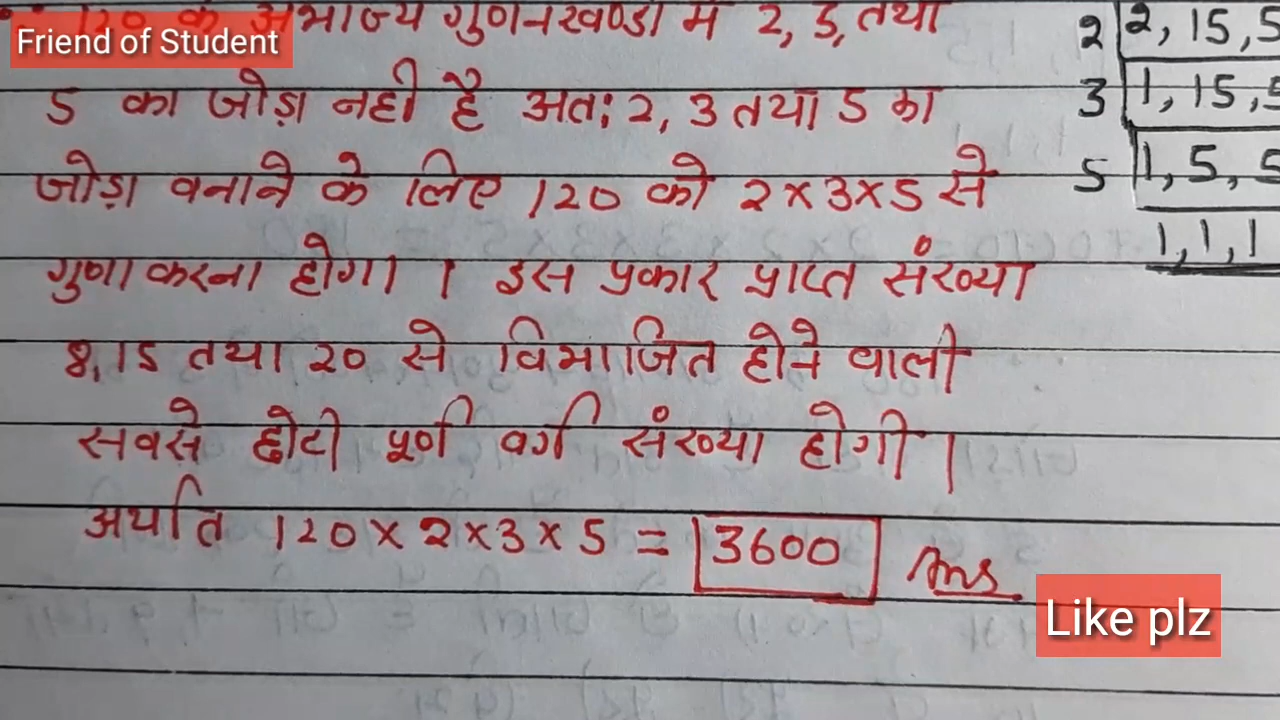 Friend of Student
120 के अभाज्य गुणनखण्डों में 2, 3, तथा
5 का जोड़ा नही है अतः 2, 3 तथा 5 का
जोड़ा वनाने के लिए 120 को 2×3×5 से
गुणा करना होगा । इस प्रकार प्राप्त संख्या
8, 15 तथा 20 से विभाजित होने वाली
सवसे छोटी पूर्ण वर्ग संख्या होगी ।
अर्थात 120 × 2 × 3 × 5 = 3600 Ans
2 2, 15, 5
3 1, 15, 5
5 1, 5, 5
1, 1, 1
Like plz